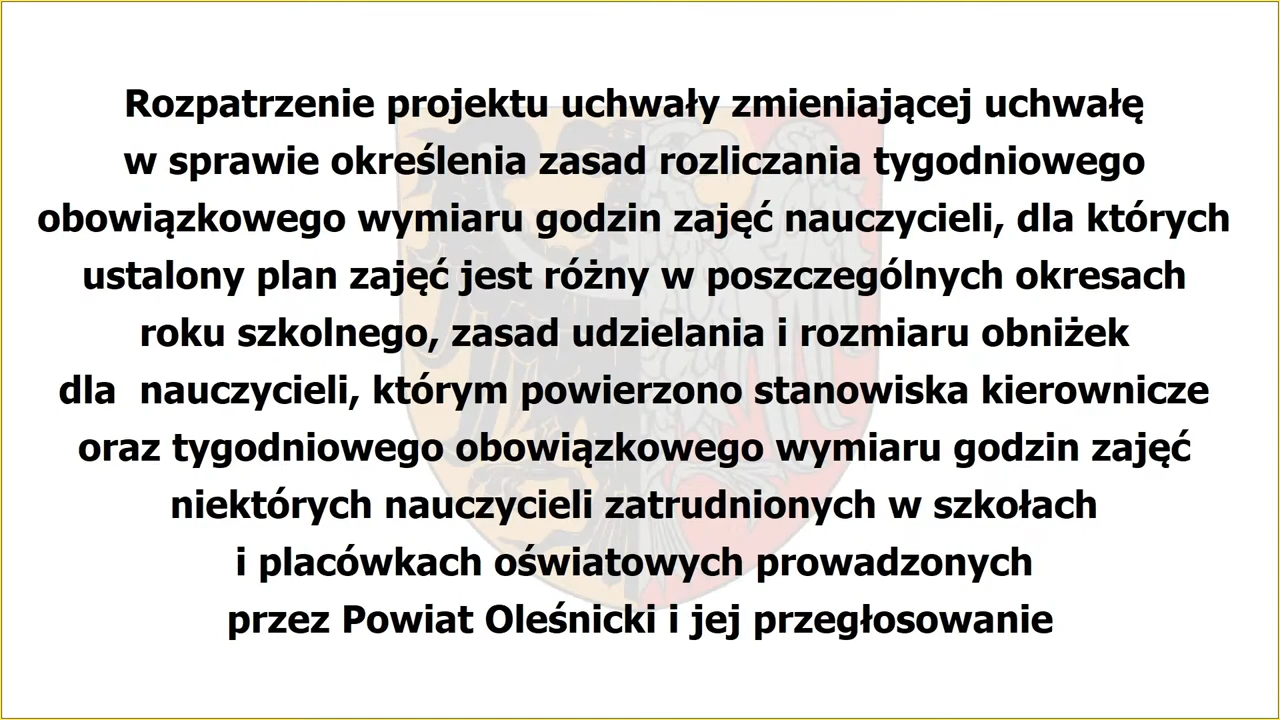 Rozpatrzenie projektu uchwały zmieniającej uchwałę
w sprawie określenia zasad rozliczania tygodniowego
obowiązkowego wymiaru godzin zajęć nauczycieli, dla których
ustalony plan zajęć jest różny w poszczególnych okresach
roku szkolnego, zasad udzielania i rozmiaru obniżek
dla  nauczycieli, którym powierzono stanowiska kierownicze
oraz tygodniowego obowiązkowego wymiaru godzin zajęć
niektórych nauczycieli zatrudnionych w szkołach
i placówkach oświatowych prowadzonych
przez Powiat Oleśnicki i jej przegłosowanie